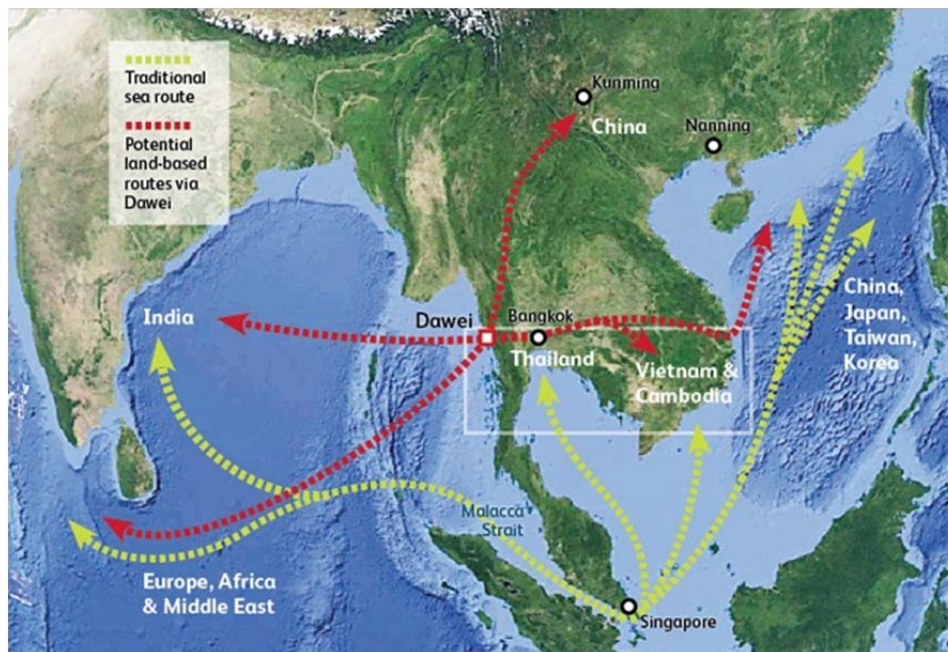 Traditional
sea route
Potential
land-based
routes via
Dawei
Kunming
China
Nanning
India
Dawei
Bangkok
Thailand
Vietnam &
Cambodia
China,
Japan,
Taiwan,
Korea
Malacca
Strait
Europe, Africa
& Middle East
Singapore